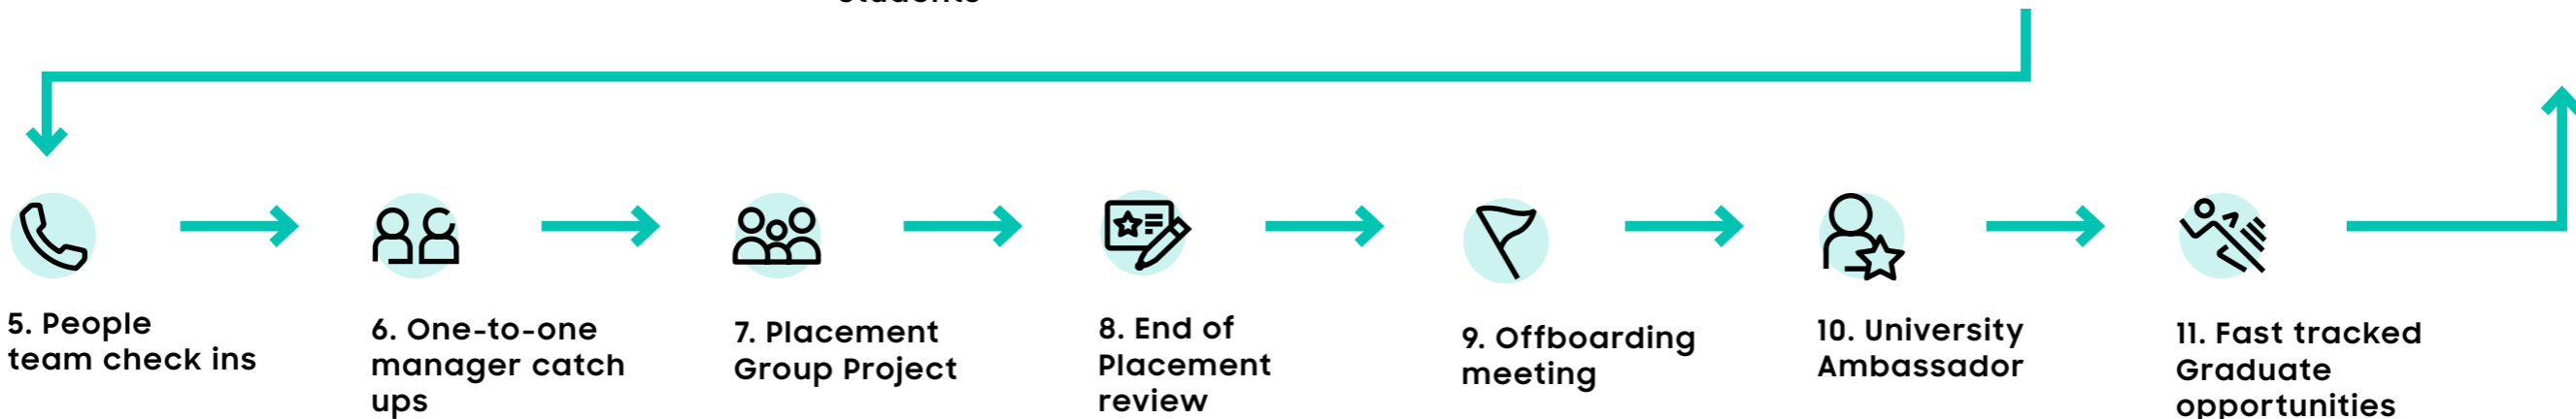 students
5. People
team check ins
6. One-to-one
manager catch
ups
7. Placement
Group Project
8. End of
Placement
review
9. Offboarding
meeting
10. University
Ambassador
11. Fast tracked
Graduate
opportunities